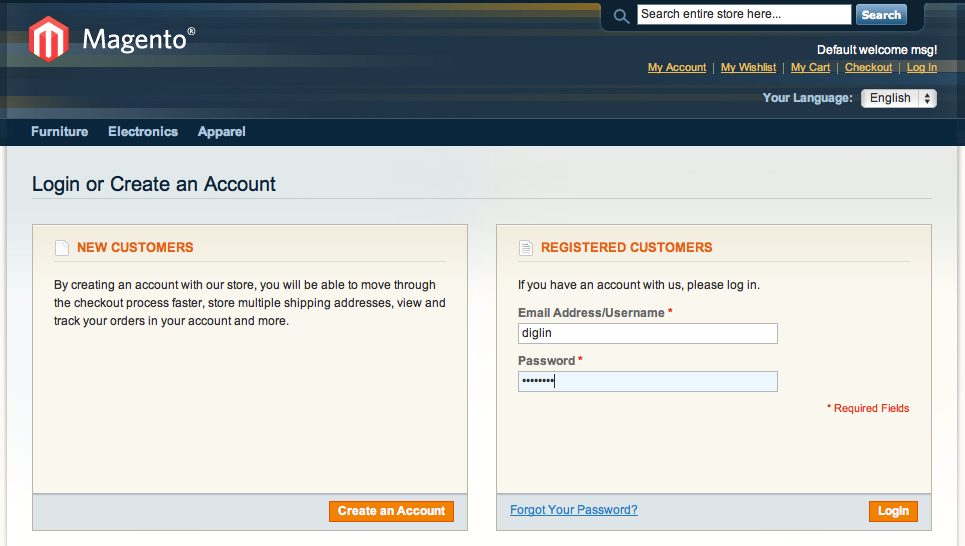 Search entire store here...
Search
Magento®
Default welcome msg!
My Account | My Wishlist | My Cart | Checkout | Log In
Your Language: English
Furniture Electronics Apparel
Login or Create an Account
NEW CUSTOMERS
By creating an account with our store, you will be able to move through
the checkout process faster, store multiple shipping addresses, view and
track your orders in your account and more.
Create an Account
REGISTERED CUSTOMERS
If you have an account with us, please log in.
Email Address/Username *
diglin
Password *
••••••••
* Required Fields
Forgot Your Password?
Login